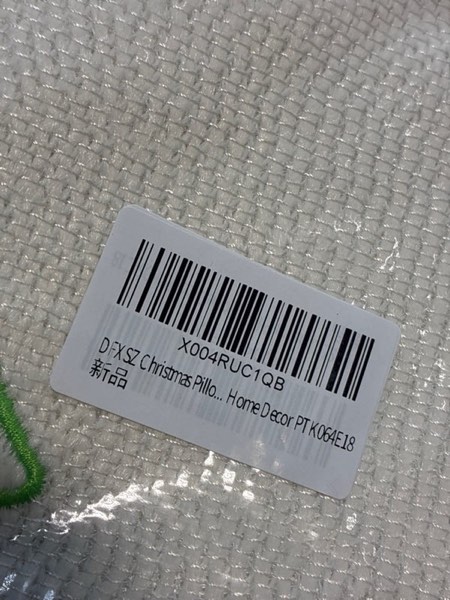 X004RUC1QB
DFXSZ Christmas Pillo... Home Decor PTK064E18
新品